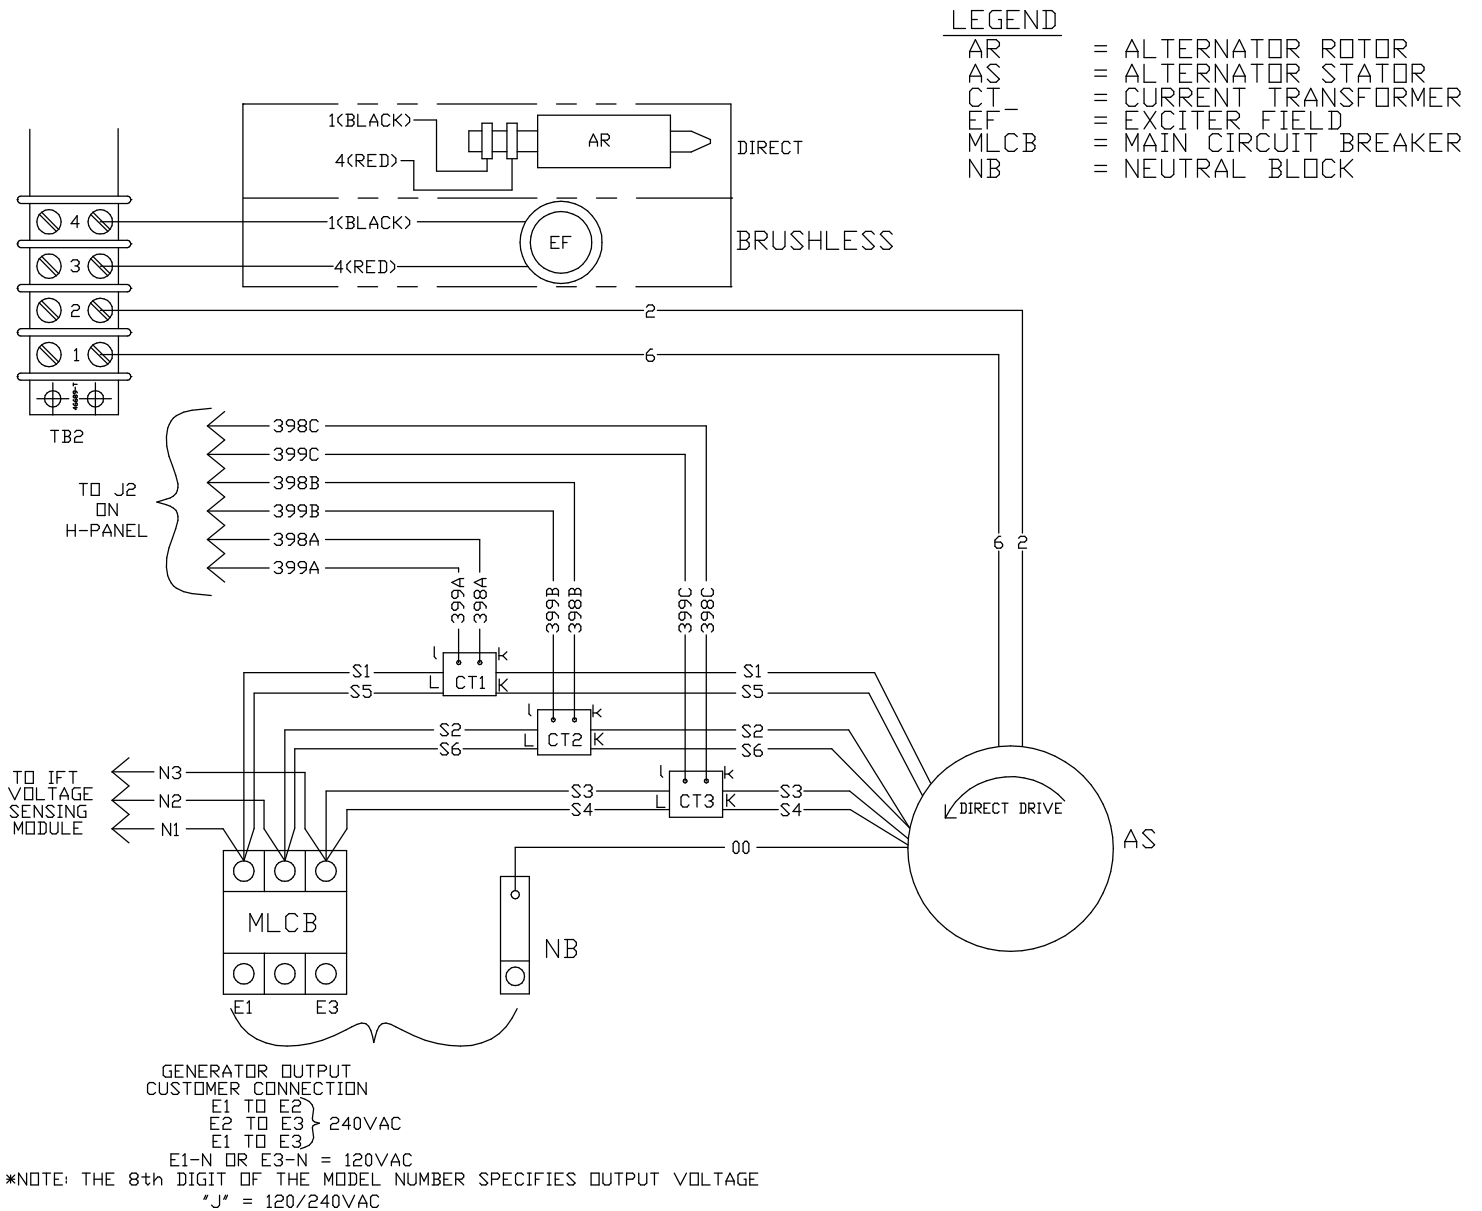 LEGEND
AR = ALTERNATOR ROTOR
AS = ALTERNATOR STATOR
CT_ = CURRENT TRANSFORMER
EF = EXCITER FIELD
MLCB = MAIN CIRCUIT BREAKER
NB = NEUTRAL BLOCK
1(BLACK)
AR
4(RED)
DIRECT
4
1(BLACK)
EF
BRUSHLESS
3
4(RED)
2
2
1
6
46689-T
TB2
398C
399C
398B
399B
398A
399A
TO J2
ON
H-PANEL
6 2
399A
398A
399B
398B
399C
398C
l k
S1
L CT1 K
S1
S5
S5
l k
S2
L CT2 K
S2
S6
S6
l k
S3
L CT3 K
S3
S4
S4
TO IFT
VOLTAGE
SENSING
MODULE
N3
N2
N1
DIRECT DRIVE
AS
00
MLCB
NB
E1 E3
GENERATOR OUTPUT
CUSTOMER CONNECTION
E1 TO E2
E2 TO E3 240VAC
E1 TO E3
E1-N OR E3-N = 120VAC
*NOTE: THE 8th DIGIT OF THE MODEL NUMBER SPECIFIES OUTPUT VOLTAGE
"J" = 120/240VAC